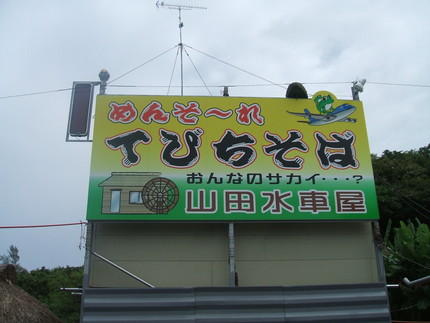 めんそ〜れ
てびちそば
おんなのサカイ・・・?
山田水車屋